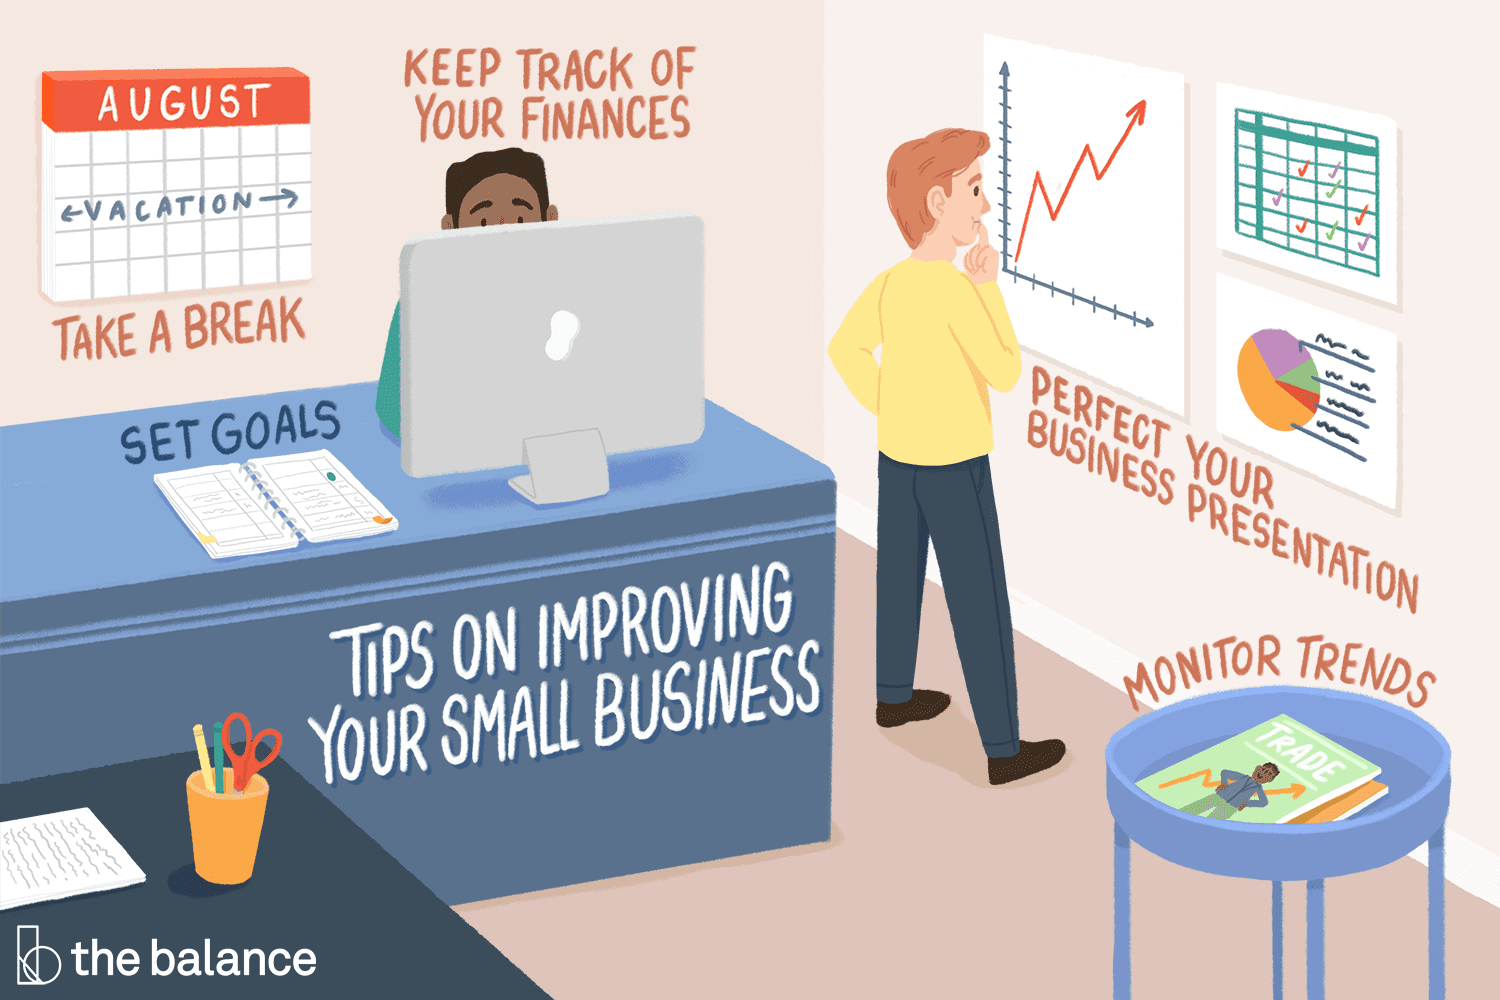 AUGUST
VACATION
TAKE A BREAK
KEEP TRACK OF
YOUR FINANCES
SET GOALS
PERFECT YOUR
BUSINESS PRESENTATION
TIPS ON IMPROVING
YOUR SMALL BUSINESS
MONITOR TRENDS
TRADE
the balance